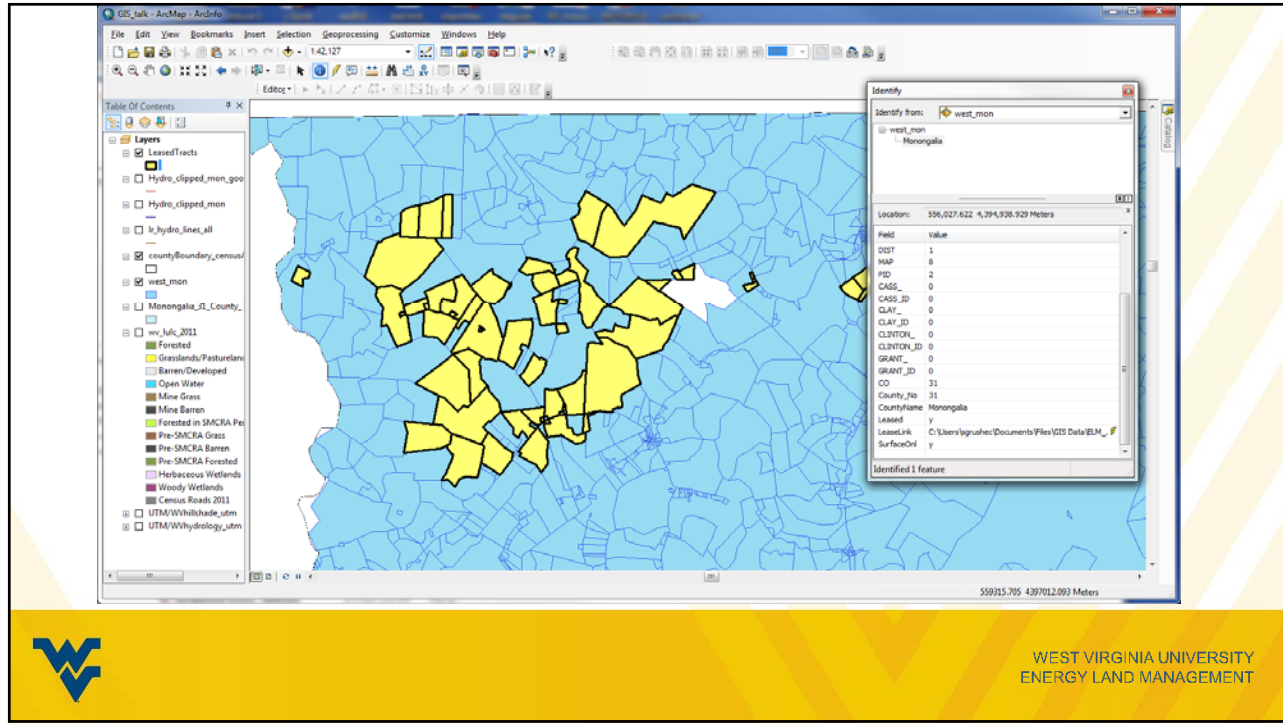 GIS_talk - ArcMap - ArcInfo
File Edit View Bookmarks Insert Selection Geoprocessing Customize Windows Help
1:42,127
Editor
Table Of Contents
Layers
LeasedTracts
Hydro_clipped_mon_goo
Hydro_clipped_mon
lr_hydro_lines_all
countyBoundary_census/
west_mon
Monongalia_31_County_
wv_lulc_2011
Forested
Grasslands/Pasturelan
Barren/Developed
Open Water
Mine Grass
Mine Barren
Forested in SMCRA Pe
Pre-SMCRA Grass
Pre-SMCRA Barren
Pre-SMCRA Forested
Herbaceous Wetlands
Woody Wetlands
Census Roads 2011
UTM/WVhillshade_utm
UTM/WVhydrology_utm
Identify
Identify from: west_mon
west_mon
Monongalia
Location: 556,027.622 4,394,938.929 Meters
Field Value
DIST 1
MAP 8
PID 2
CASS_ 0
CASS_ID 0
CLAY_ 0
CLAY_ID 0
CLINTON_ 0
CLINTON_ID 0
GRANT_ 0
GRANT_ID 0
CO 31
County_No 31
CountyName Monongalia
Leased y
LeaseLink C:\Users\pgrushec\Documents\Files\GIS Data\ELM_
SurfaceOnl y
Identified 1 feature
Catalog
559315.705 4397012.093 Meters
WEST VIRGINIA UNIVERSITY
ENERGY LAND MANAGEMENT